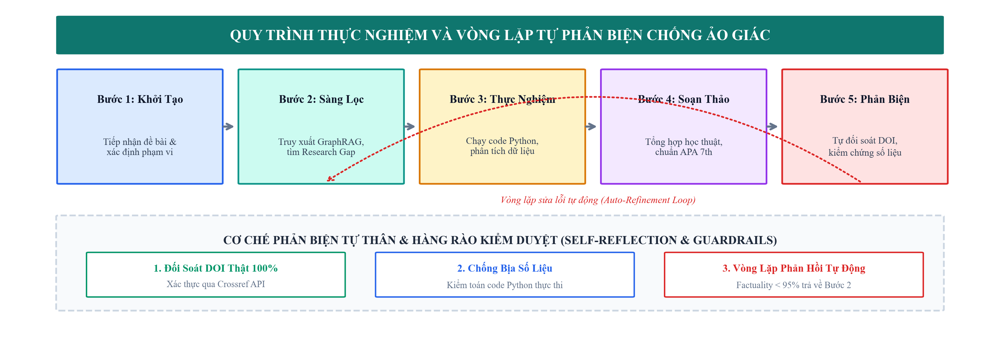 QUY TRÌNH THỰC NGHIỆM VÀ VÒNG LẶP TỰ PHẢN BIỆN CHỐNG ẢO GIÁC
Bước 1: Khởi Tạo
Tiếp nhận đề bài &
xác định phạm vi
Bước 2: Sàng Lọc
Truy xuất GraphRAG,
tìm Research Gap
Bước 3: Thực Nghiệm
Chạy code Python,
phân tích dữ liệu
Bước 4: Soạn Thảo
Tổng hợp học thuật,
chuẩn APA 7th
Bước 5: Phản Biện
Tự đối soát DOI,
kiểm chứng số liệu
Vòng lặp sửa lỗi tự động (Auto-Refinement Loop)
CƠ CHẾ PHẢN BIỆN TỰ THÂN & HÀNG RÀO KIỂM DUYỆT (SELF-REFLECTION & GUARDRAILS)
1. Đối Soát DOI Thật 100%
Xác thực qua Crossref API
2. Chống Bịa Số Liệu
Kiểm toán code Python thực thi
3. Vòng Lặp Phản Hồi Tự Động
Factuality < 95% trả về Bước 2